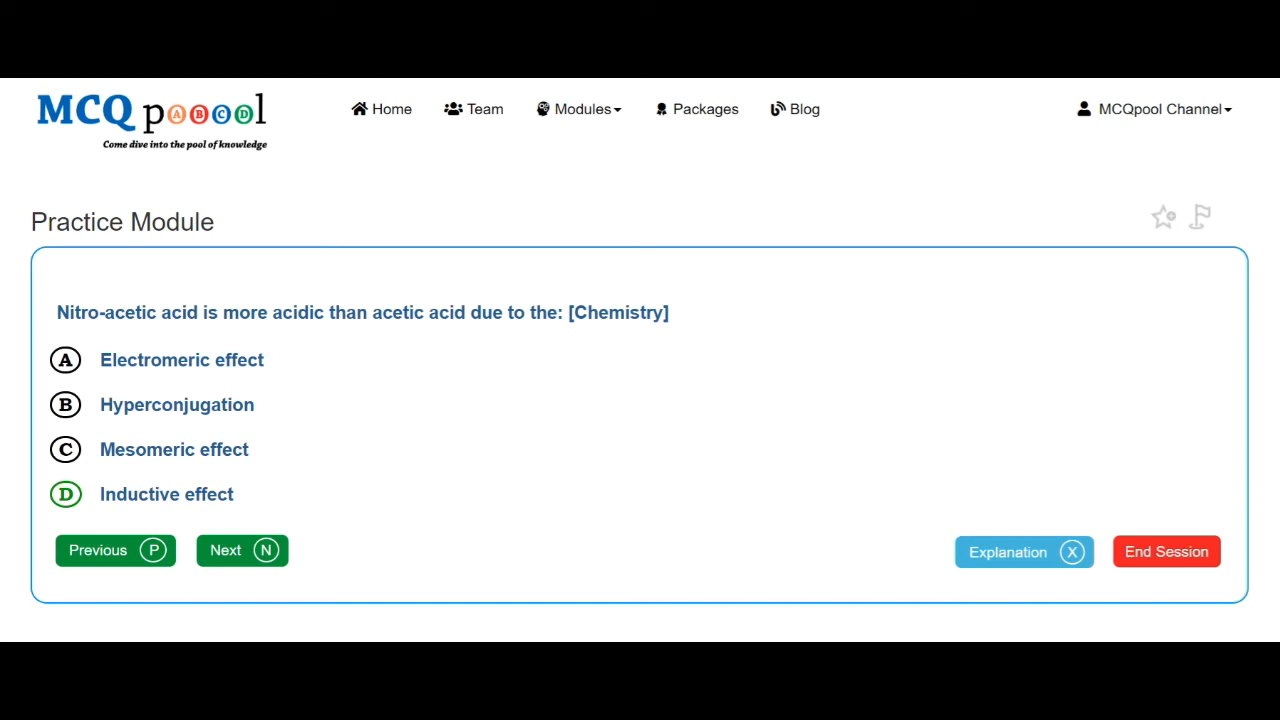 MCQ pABCDl
Come dive into the pool of knowledge
Home Team Modules Packages Blog MCQpool Channel
Practice Module
Nitro-acetic acid is more acidic than acetic acid due to the: [Chemistry]
A Electromeric effect
B Hyperconjugation
C Mesomeric effect
D Inductive effect
Previous P Next N Explanation X End Session